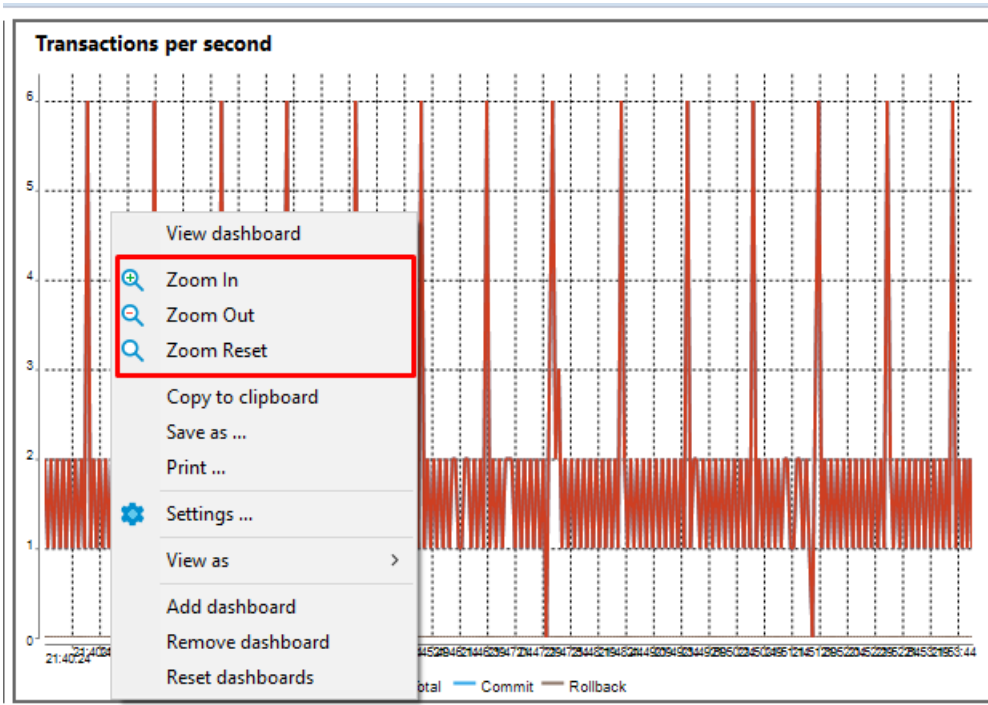 Transactions per second
6
5
4
3
2
1
0
View dashboard
Zoom In
Zoom Out
Zoom Reset
Copy to clipboard
Save as ...
Print ...
Settings ...
View as
Add dashboard
Remove dashboard
Reset dashboards
21:40:24
Commit
Rollback